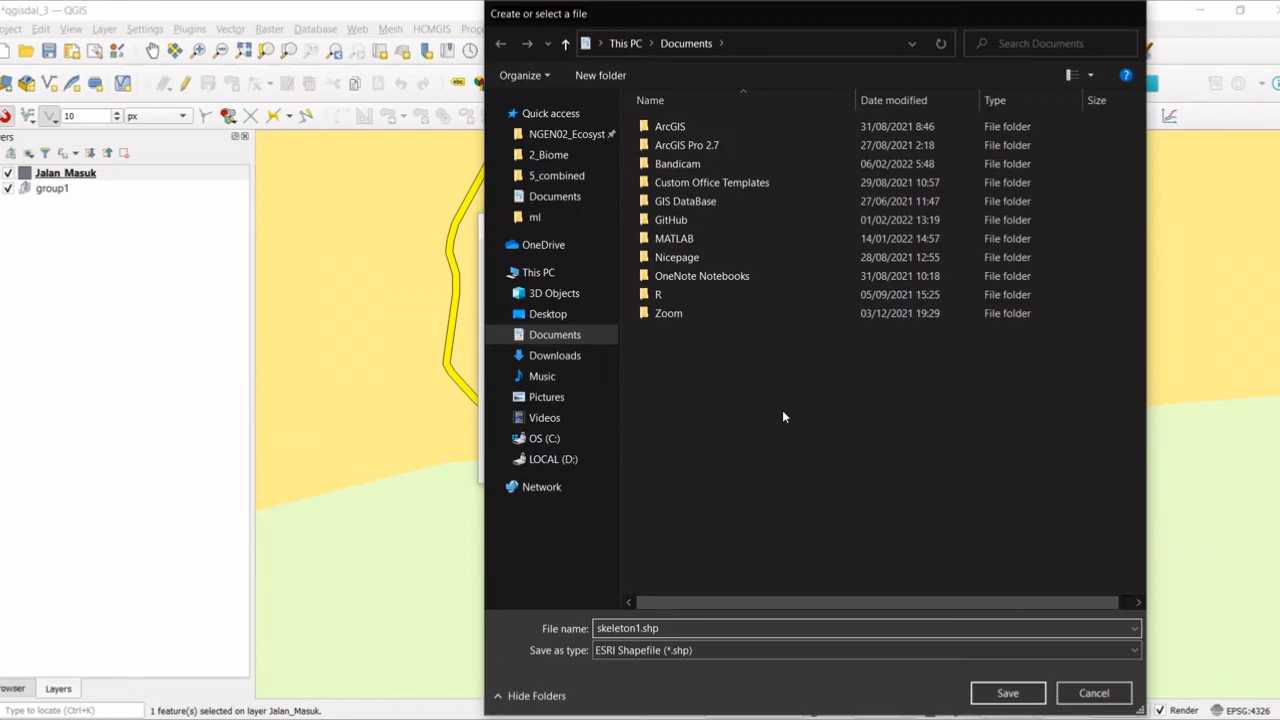 *qgisdal_3 — QGIS
Create or select a file
oject Edit View Layer Settings Plugins Vector Raster Database Web Mesh HCMGIS Proce
This PC Documents
Search Documents
Organize New folder
Name Date modified Type Size
10 px
yers
Jalan_Masuk
group1
Quick access
NGEN02_Ecosyst
2_Biome
5_combined
Documents
ml
OneDrive
This PC
3D Objects
Desktop
Documents
Downloads
Music
Pictures
Videos
OS (C:)
LOCAL (D:)
Network
ArcGIS 31/08/2021 8:46 File folder
ArcGIS Pro 2.7 27/08/2021 2:18 File folder
Bandicam 06/02/2022 5:48 File folder
Custom Office Templates 29/08/2021 10:57 File folder
GIS DataBase 27/06/2021 11:47 File folder
GitHub 01/02/2022 13:19 File folder
MATLAB 14/01/2022 14:57 File folder
Nicepage 28/08/2021 12:55 File folder
OneNote Notebooks 31/08/2021 10:18 File folder
R 05/09/2021 15:25 File folder
Zoom 03/12/2021 19:29 File folder
File name: skeleton1.shp
Save as type: ESRI Shapefile (*.shp)
Hide Folders
Save Cancel
rowser Layers
Type to locate (Ctrl+K)
1 feature(s) selected on layer Jalan_Masuk.
Render EPSG:4326